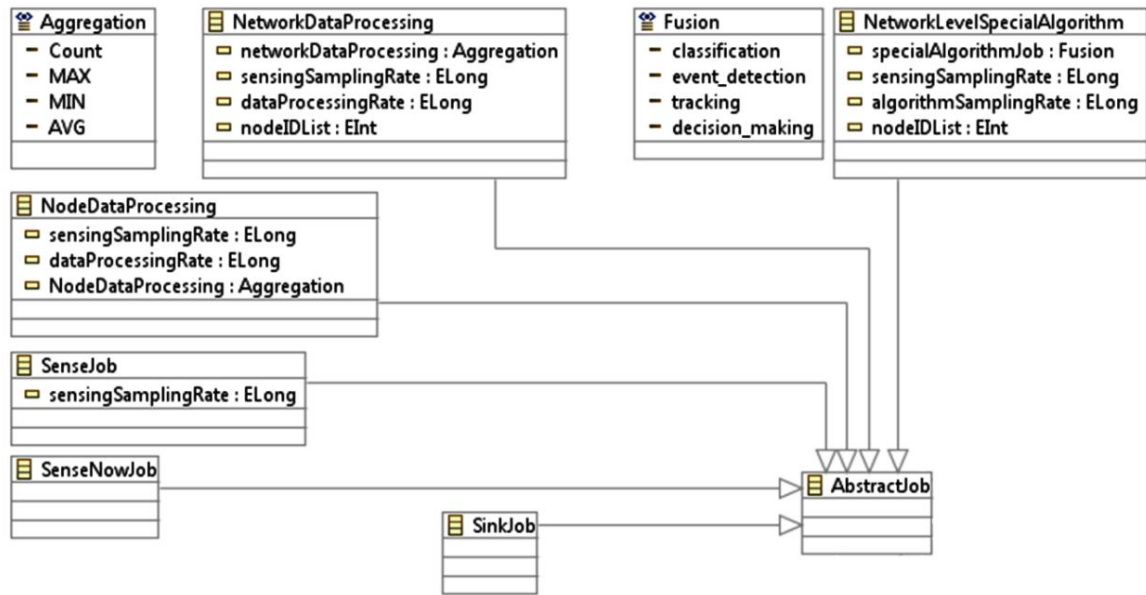 Aggregation
Count
MAX
MIN
AVG
NetworkDataProcessing
networkDataProcessing : Aggregation
sensingSamplingRate : ELong
dataProcessingRate : ELong
nodeIDList : EInt
Fusion
classification
event_detection
tracking
decision_making
NetworkLevelSpecialAlgorithm
specialAlgorithmJob : Fusion
sensingSamplingRate : ELong
algorithmSamplingRate : ELong
nodeIDList : EInt
NodeDataProcessing
sensingSamplingRate : ELong
dataProcessingRate : ELong
NodeDataProcessing : Aggregation
SenseJob
sensingSamplingRate : ELong
SenseNowJob
AbstractJob
SinkJob